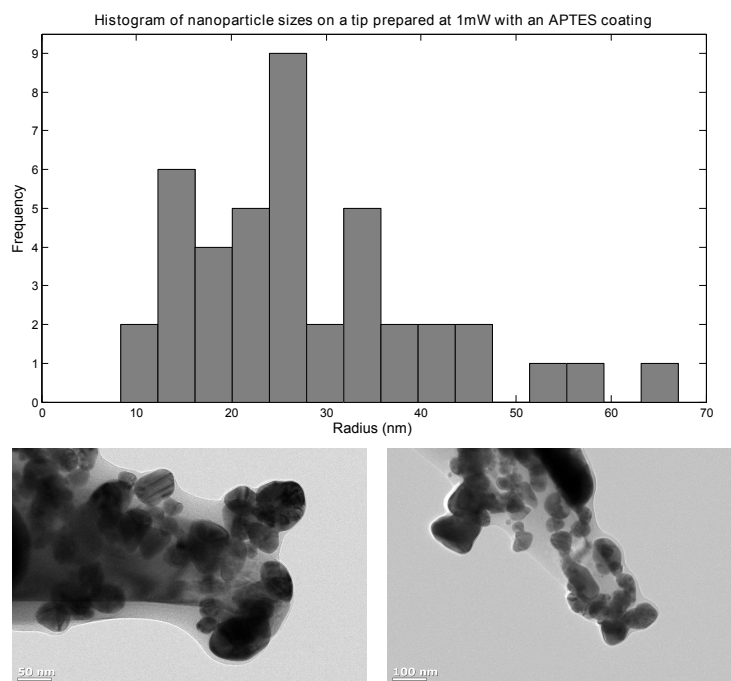 Histogram of nanoparticle sizes on a tip prepared at 1mW with an APTES coating
9
8
7
6
5
4
3
2
1
0
Frequency
0 10 20 30 40 50 60 70
Radius (nm)
50 nm 100 nm